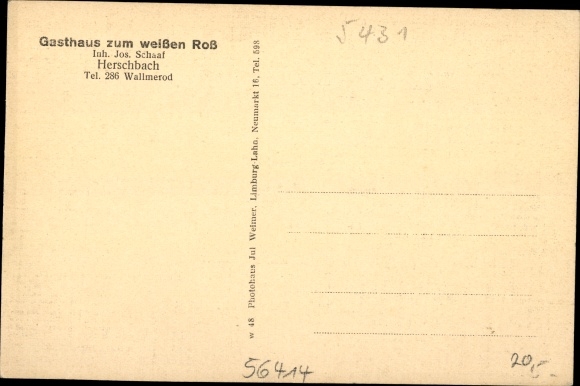 Gasthaus zum weißen Roß
Inh. Jos. Schaaf
Herschbach
Tel. 286 Wallmerod
w 48 Photohaus Jul Weimer, Limburg-Lahn, Neumarkt 16, Tel. 598
5431
56414
20,-